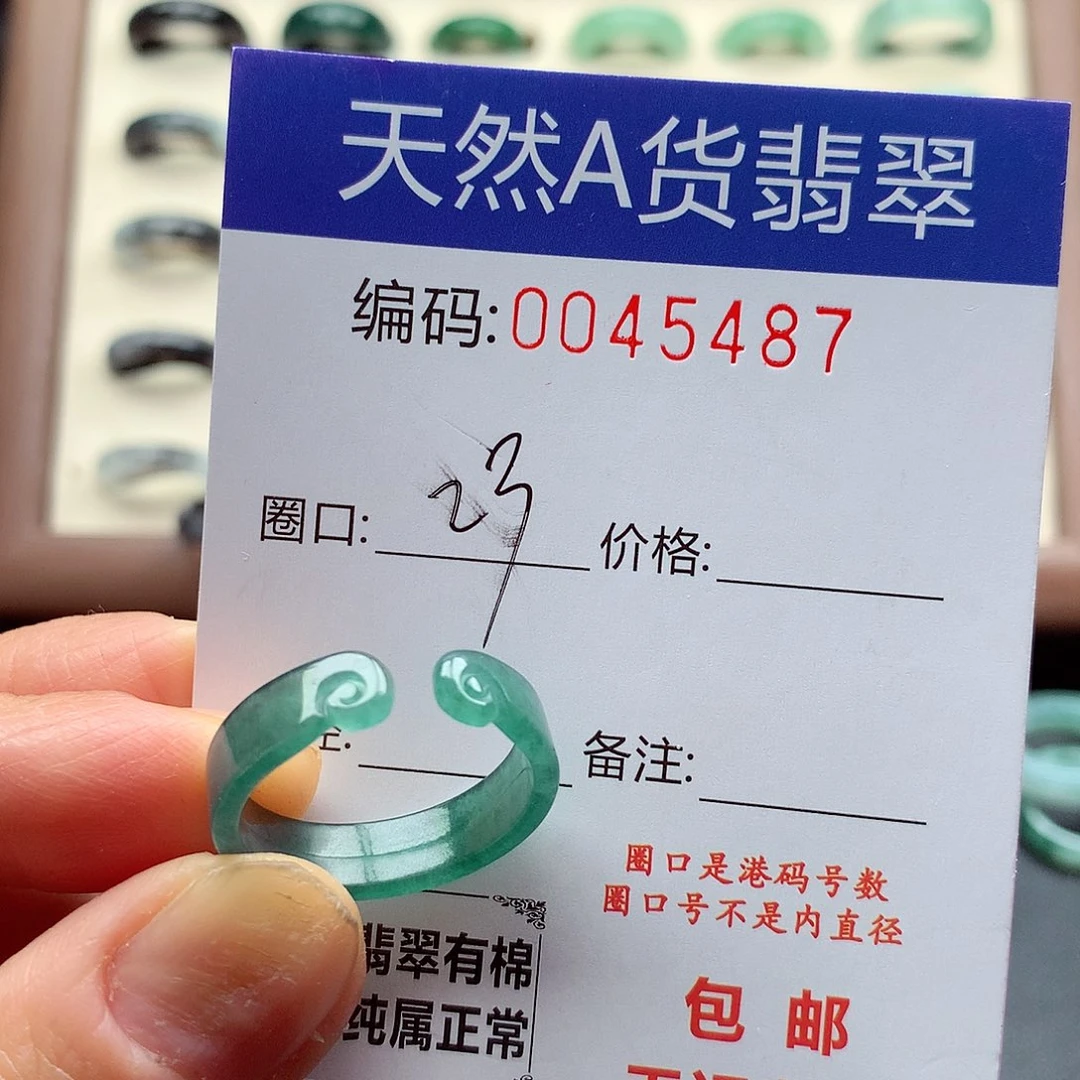 天然A货翡翠
编码:0045487
圈口: 23 价格:
备注:
圈口是港码号数
圈口号不是内直径
翡翠有棉
纯属正常
包邮